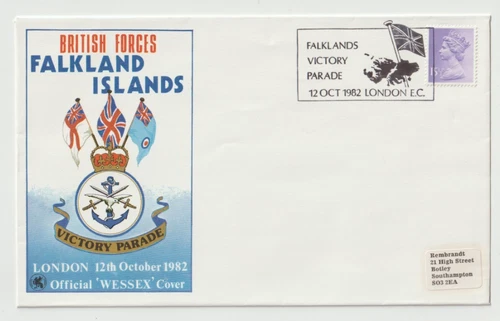 BRITISH FORCES
FALKLAND
ISLANDS
VICTORY PARADE
LONDON 12th October 1982
Official 'WESSEX' Cover
FALKLANDS
VICTORY
PARADE
12 OCT 1982 LONDON E.C.
Rembrandt
21 High Street
Botley
Southampton
SO3 2EA